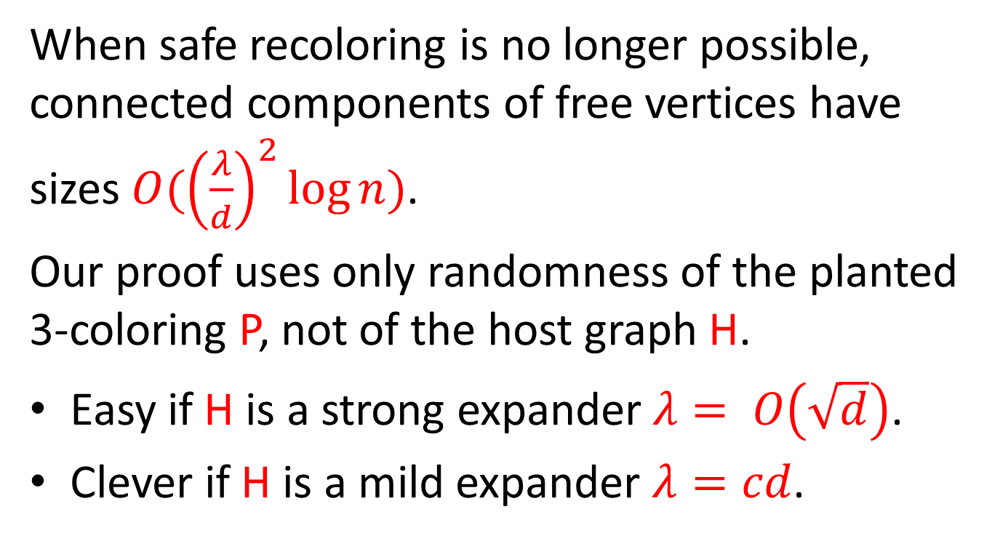 When safe recoloring is no longer possible,
connected components of free vertices have
sizes $O(\left(\frac{\lambda}{d}\right)^2 \log n)$.
Our proof uses only randomness of the planted
3-coloring P, not of the host graph H.
• Easy if H is a strong expander $\lambda = O(\sqrt{d})$.
• Clever if H is a mild expander $\lambda = cd$.